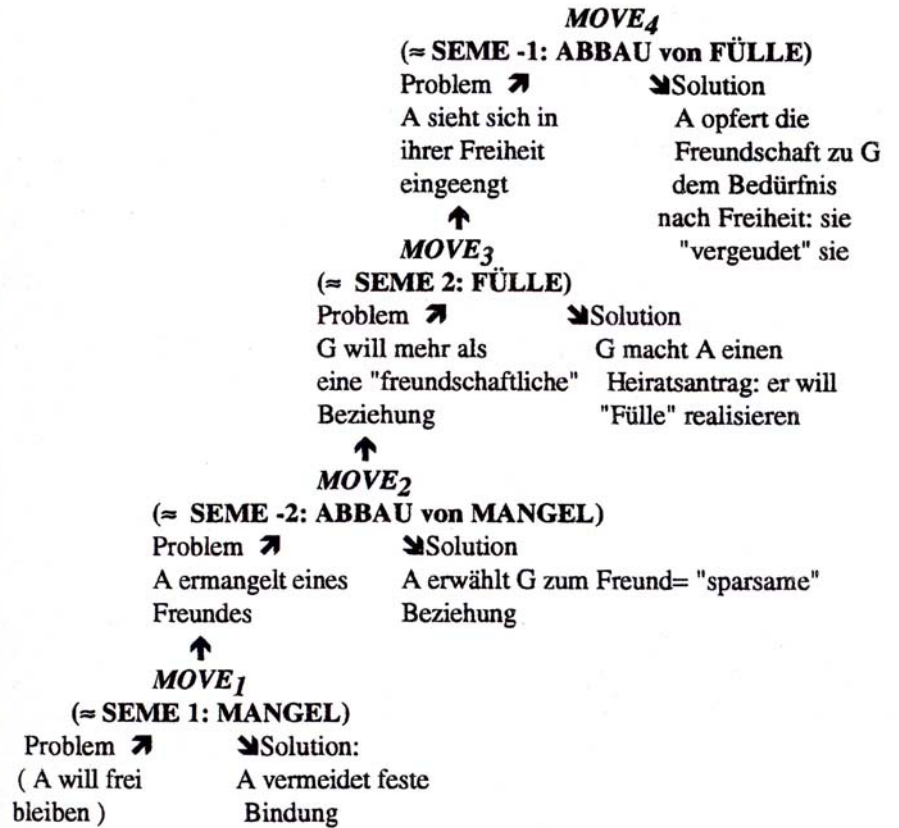 MOVE4
(≈ SEME -1: ABBAU von FÜLLE)
Problem ↗ ↘Solution
A sieht sich in A opfert die
ihrer Freiheit Freundschaft zu G
eingeengt dem Bedürfnis
↑ nach Freiheit: sie
MOVE3 "vergeudet" sie
(≈ SEME 2: FÜLLE)
Problem ↗ ↘Solution
G will mehr als G macht A einen
eine "freundschaftliche" Heiratsantrag: er will
Beziehung "Fülle" realisieren
↑
MOVE2
(≈ SEME -2: ABBAU von MANGEL)
Problem ↗ ↘Solution
A ermangelt eines A erwählt G zum Freund= "sparsame"
Freundes Beziehung
↑
MOVE1
(≈ SEME 1: MANGEL)
Problem ↗ ↘Solution:
( A will frei A vermeidet feste
bleiben ) Bindung